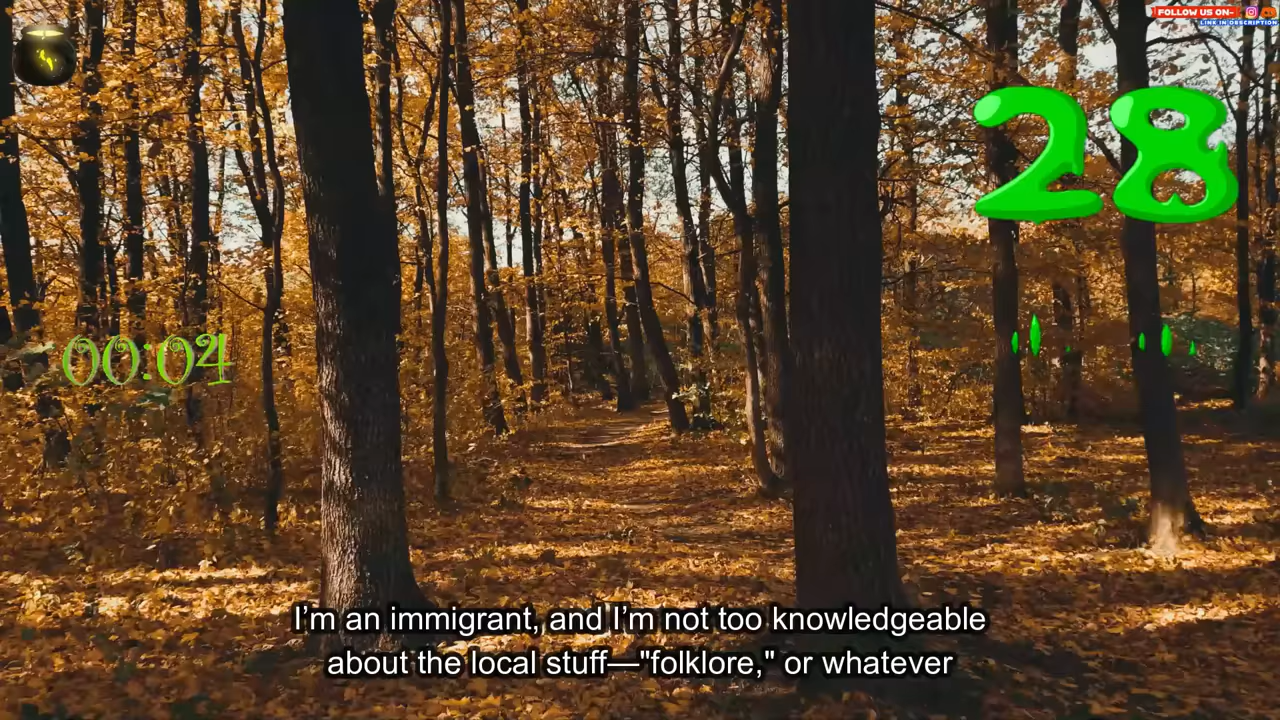 FOLLOW US ON-
LINK IN DESCRIPTION
28
00:04
I’m an immigrant, and I’m not too knowledgeable
about the local stuff—"folklore," or whatever